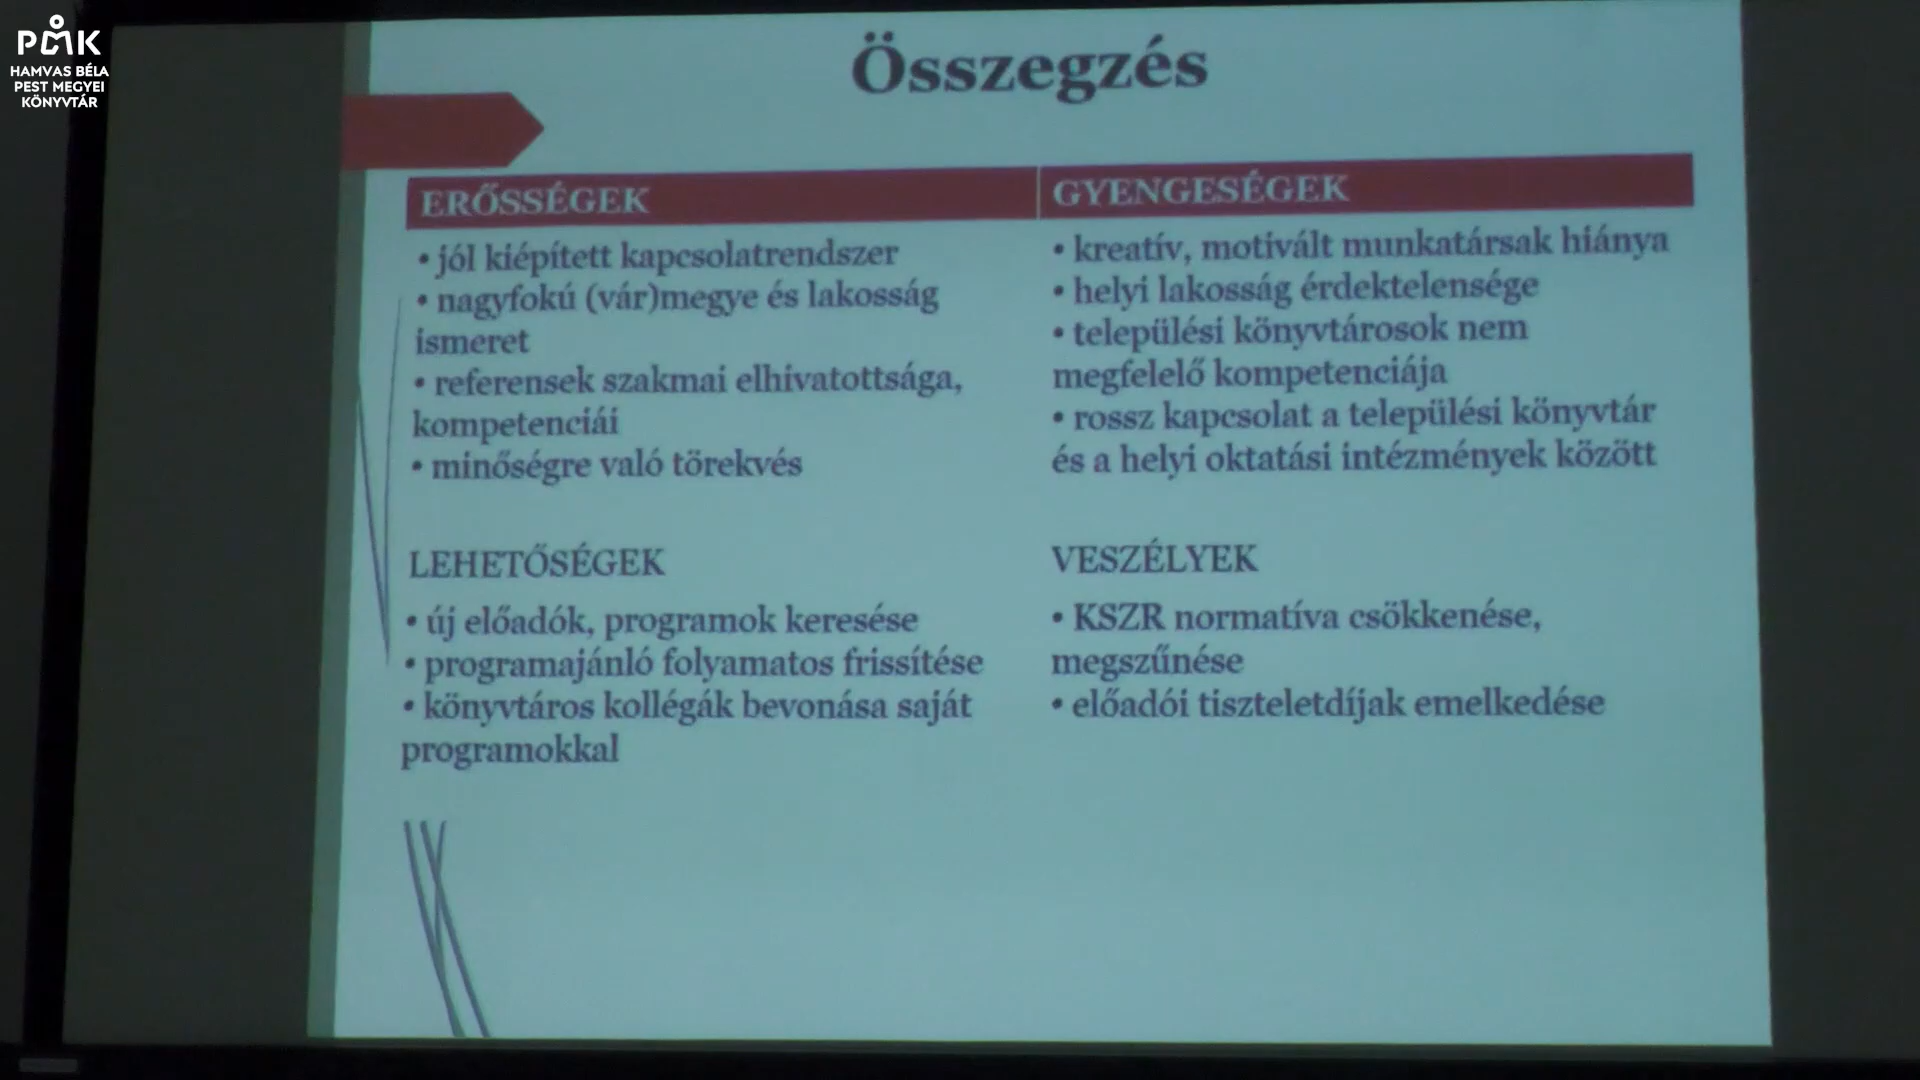 PMK
HAMVAS BÉLA
PEST MEGYEI
KÖNYVTÁR
Összegzés
ERŐSSÉGEK
• jól kiépített kapcsolatrendszer
• nagyfokú (vár)megye és lakosság
ismeret
• referensek szakmai elhivatottsága,
kompetenciái
• minőségre való törekvés
GYENGESÉGEK
• kreatív, motivált munkatársak hiánya
• helyi lakosság érdektelensége
• települési könyvtárosok nem
megfelelő kompetenciája
• rossz kapcsolat a települési könyvtár
és a helyi oktatási intézmények között
LEHETŐSÉGEK
• új előadók, programok keresése
• programajánló folyamatos frissítése
• könyvtáros kollégák bevonása saját
programokkal
VESZÉLYEK
• KSZR normatíva csökkenése,
megszűnése
• előadói tiszteletdíjak emelkedése